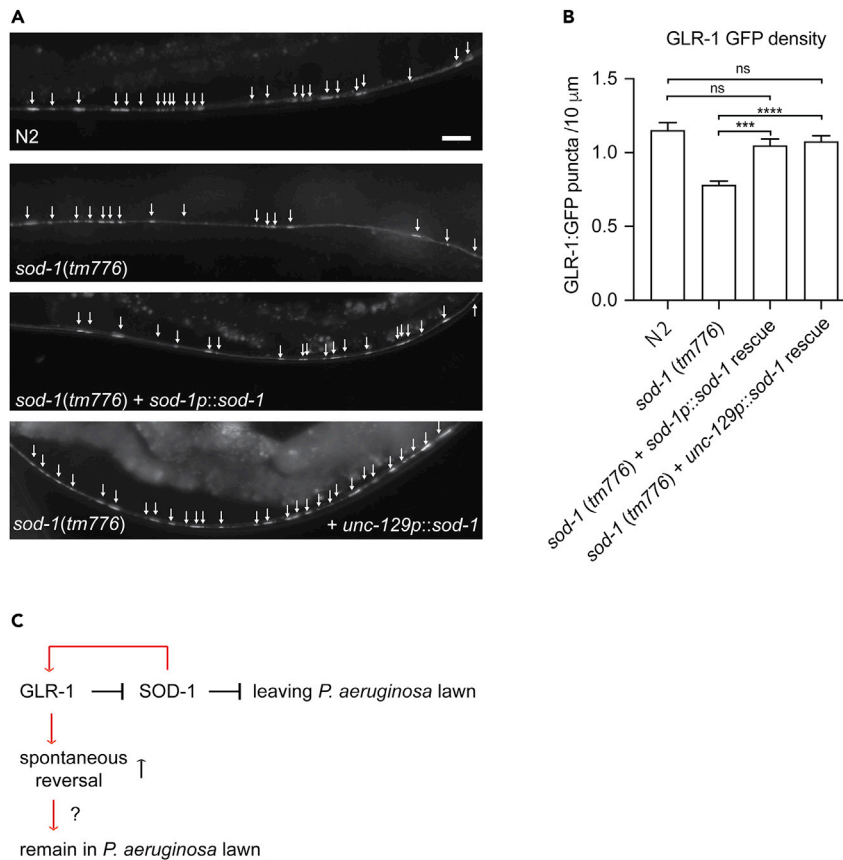 A
N2
sod-1(tm776)
sod-1(tm776) + sod-1p::sod-1
sod-1(tm776) + unc-129p::sod-1
B
GLR-1 GFP density
GLR-1:GFP puncta /10 μm
1.5
1.0
0.5
0.0
ns
ns
****
***
N2
sod-1 (tm776)
sod-1 (tm776) + sod-1p::sod-1 rescue
sod-1 (tm776) + unc-129p::sod-1 rescue
C
GLR-1 SOD-1 leaving P. aeruginosa lawn
spontaneous
reversal
?
remain in P. aeruginosa lawn